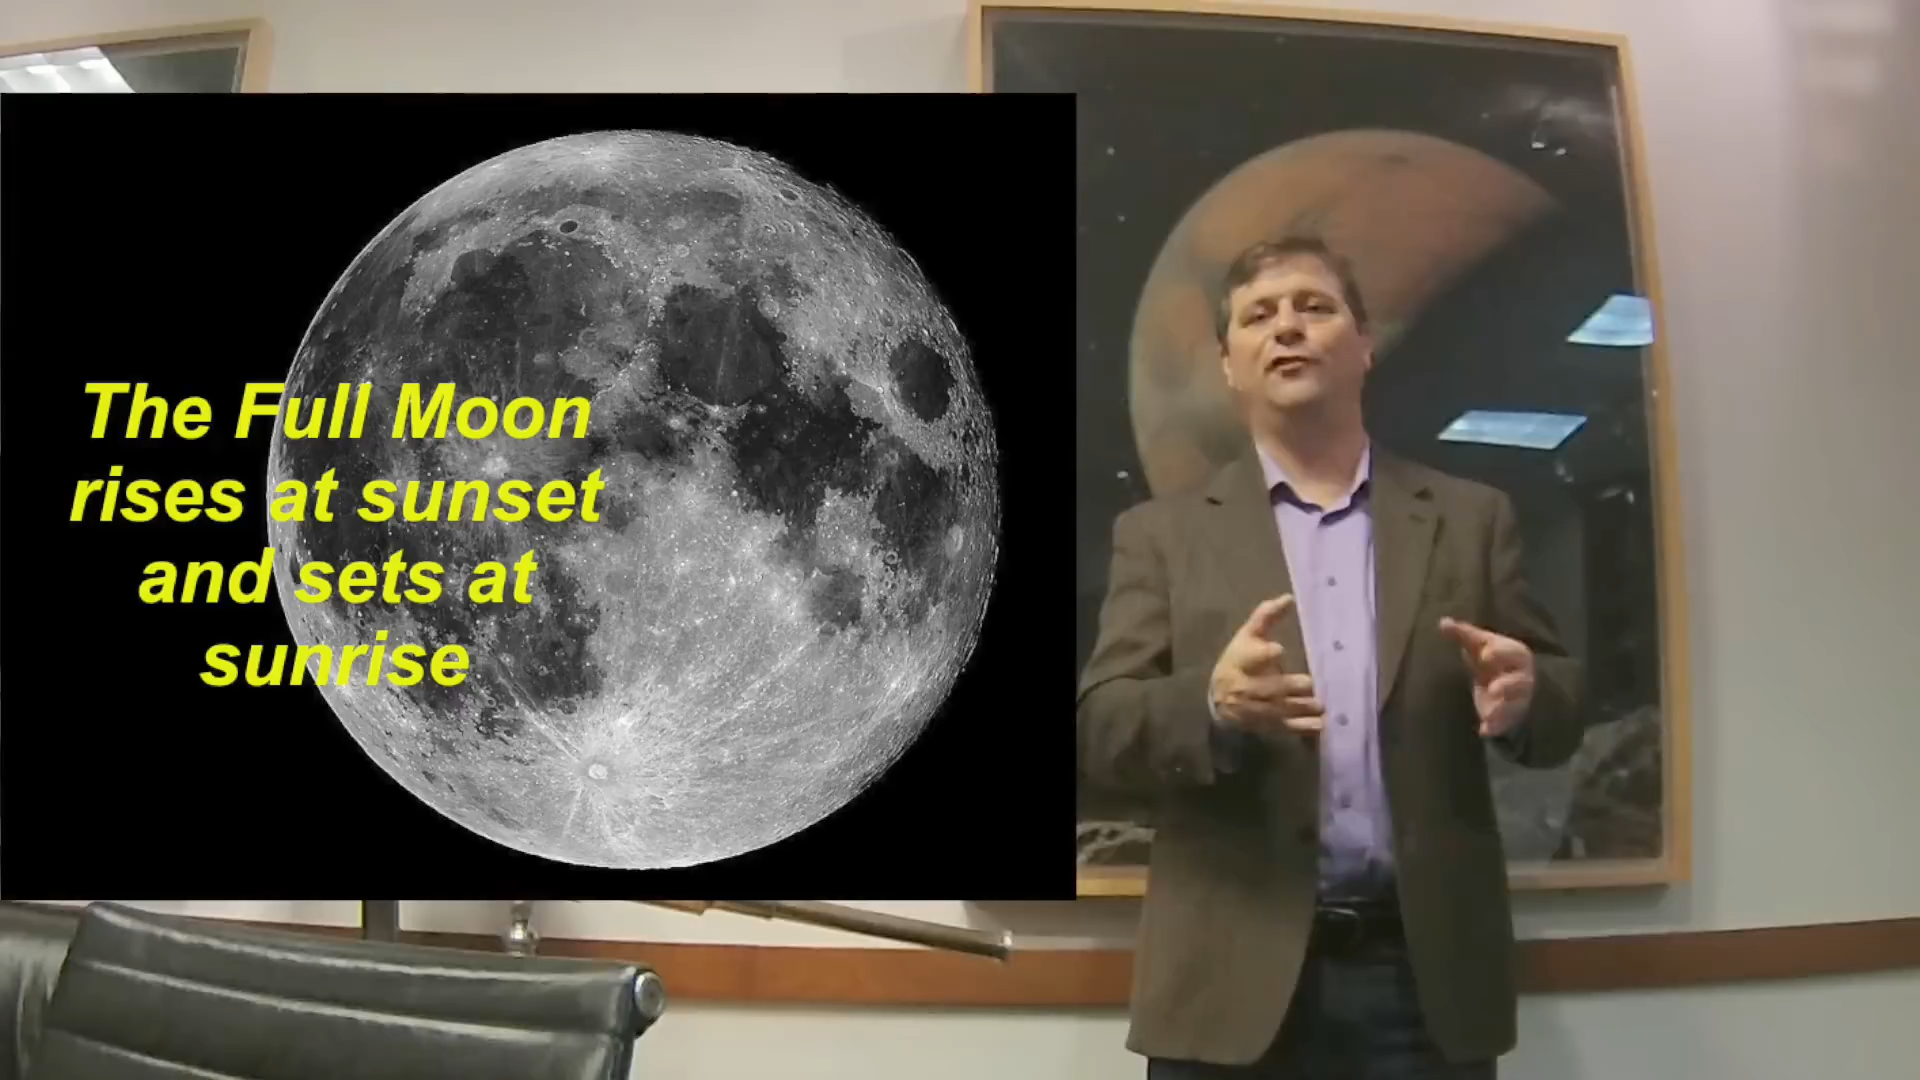 The Full Moon
rises at sunset
and sets at
sunrise